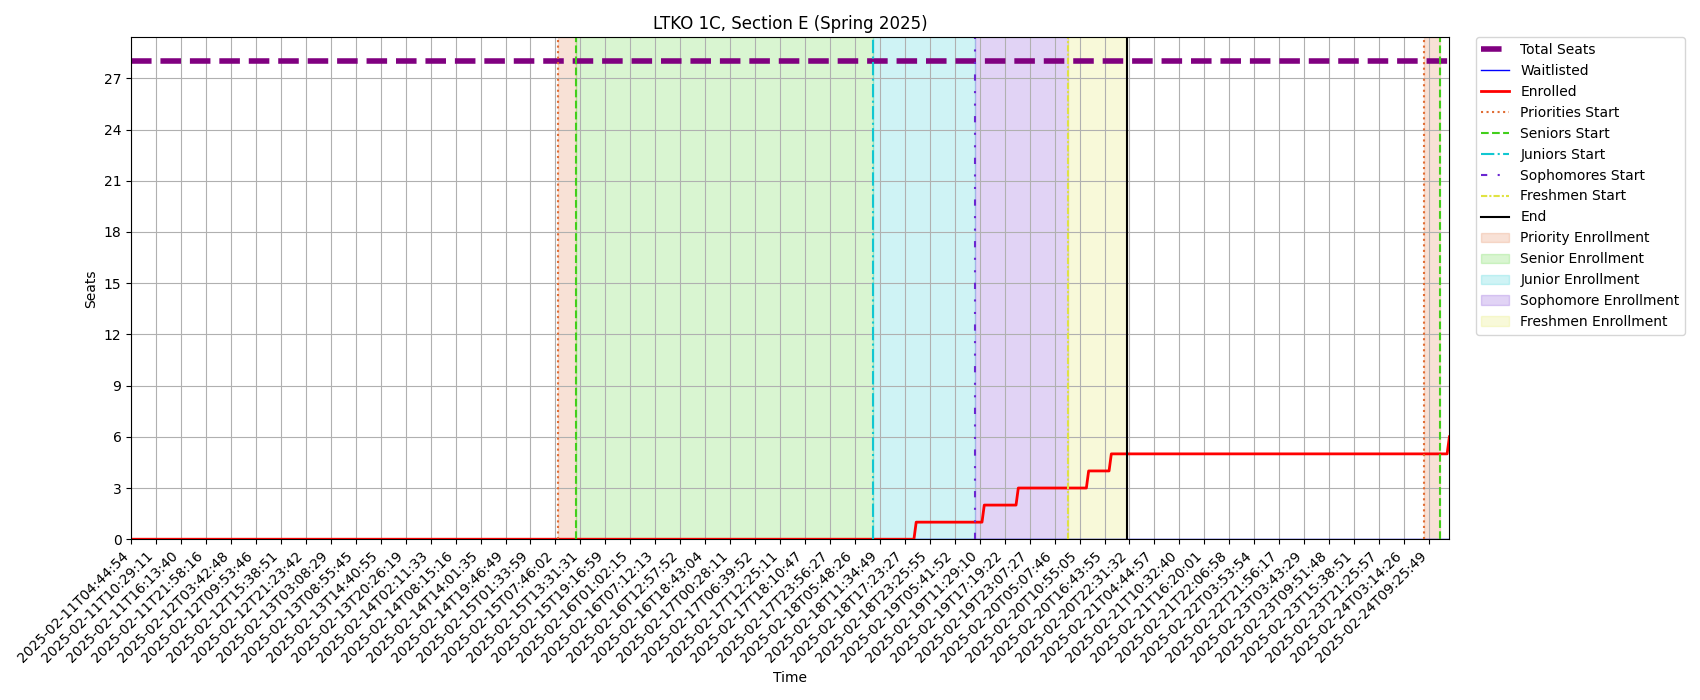 LTKO 1C, Section E (Spring 2025)
Total Seats
Waitlisted
Enrolled
Priorities Start
Seniors Start
Juniors Start
Sophomores Start
Freshmen Start
End
Priority Enrollment
Senior Enrollment
Junior Enrollment
Sophomore Enrollment
Freshmen Enrollment
Seats
27
24
21
18
15
12
9
6
3
0
2025-02-11T04:44:54
2025-02-11T10:29:11
2025-02-11T16:13:40
2025-02-11T21:58:16
2025-02-12T03:42:48
2025-02-12T09:53:46
2025-02-12T15:38:51
2025-02-12T21:23:42
2025-02-13T03:08:29
2025-02-13T08:55:45
2025-02-13T14:40:55
2025-02-13T20:26:19
2025-02-14T02:11:33
2025-02-14T08:15:16
2025-02-14T14:01:35
2025-02-14T19:46:49
2025-02-15T01:33:59
2025-02-15T07:46:02
2025-02-15T13:31:31
2025-02-15T19:16:59
2025-02-16T01:02:15
2025-02-16T07:12:13
2025-02-16T12:57:52
2025-02-16T18:43:04
2025-02-17T00:28:11
2025-02-17T06:39:52
2025-02-17T12:25:11
2025-02-17T18:10:47
2025-02-17T23:56:27
2025-02-18T05:48:26
2025-02-18T11:34:49
2025-02-18T17:23:27
2025-02-18T23:25:55
2025-02-19T05:41:52
2025-02-19T11:29:10
2025-02-19T17:19:22
2025-02-19T23:07:27
2025-02-20T05:07:46
2025-02-20T10:55:05
2025-02-20T16:43:55
2025-02-20T22:31:32
2025-02-21T04:44:57
2025-02-21T10:32:40
2025-02-21T16:20:01
2025-02-21T22:06:58
2025-02-22T03:53:54
2025-02-22T21:56:17
2025-02-23T03:43:29
2025-02-23T09:51:48
2025-02-23T15:38:51
2025-02-23T21:25:57
2025-02-24T03:14:26
2025-02-24T09:25:49
Time